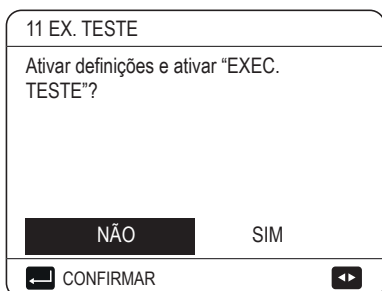 11 EX. TESTE
Ativar definições e ativar “EXEC.
TESTE”?
NÃO SIM
CONFIRMAR